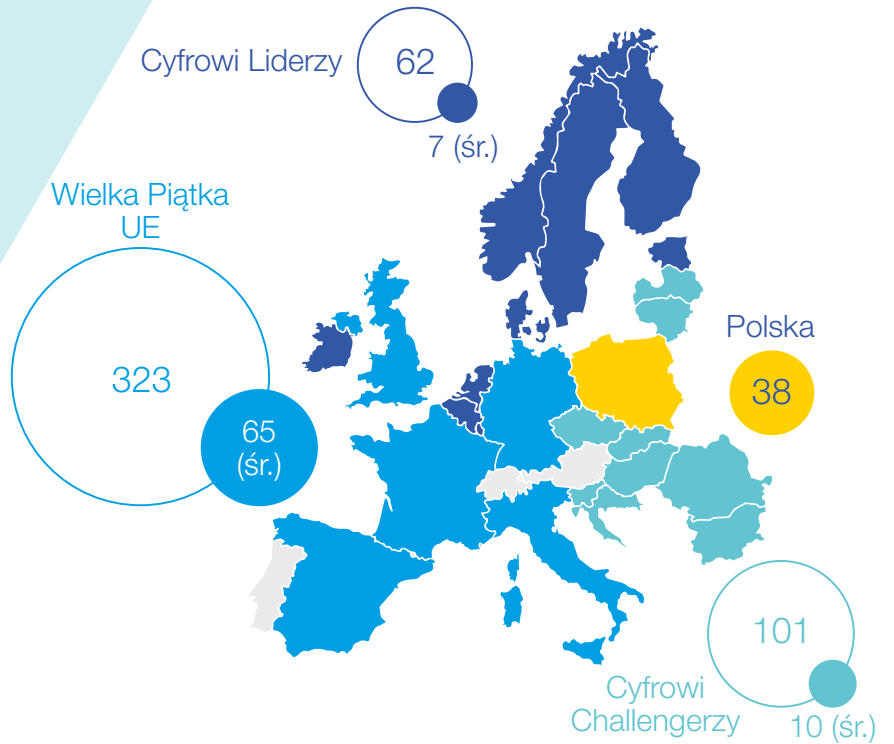 Cyfrowi Liderzy
62
7 (śr.)
Wielka Piątka
UE
323
65
(śr.)
Polska
38
101
Cyfrowi
Challengerzy
10 (śr.)